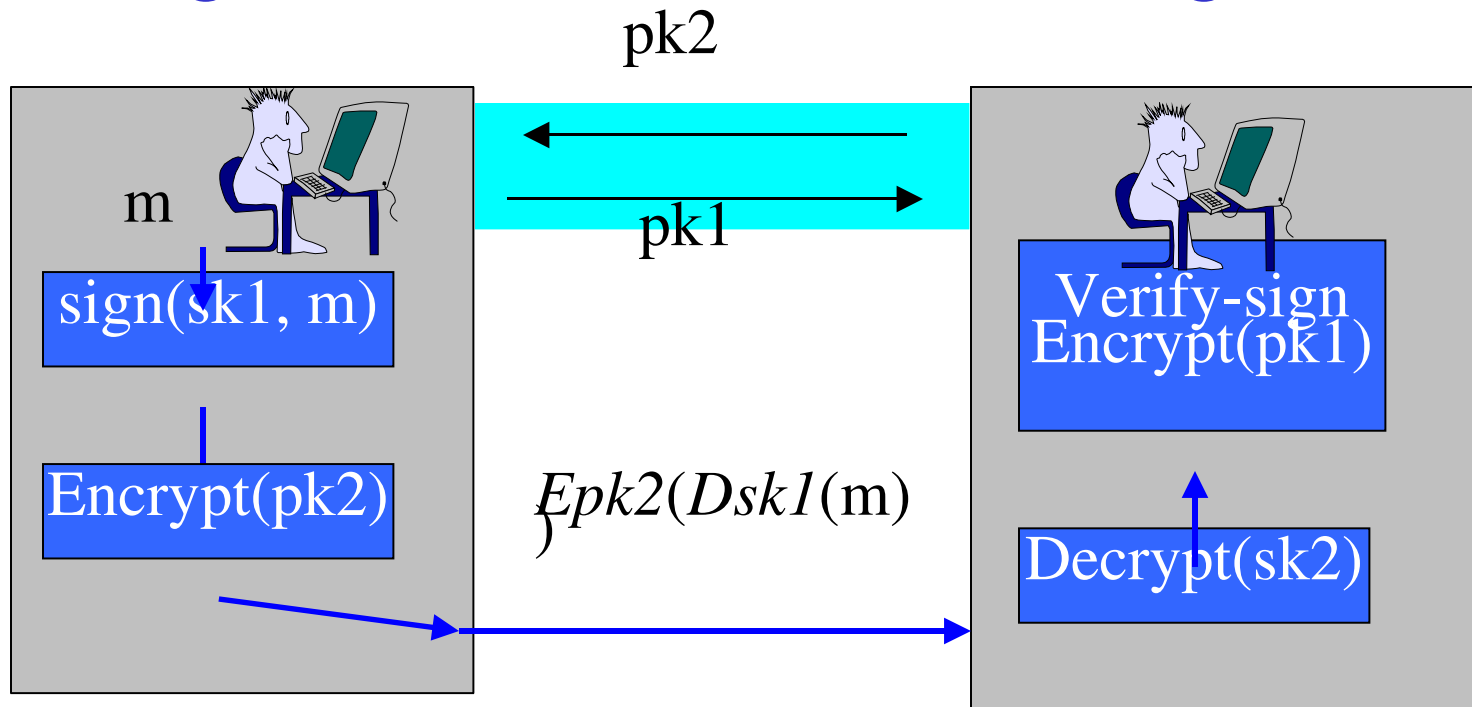 pk2
m
pk1
sign(sk1, m)
Encrypt(pk2)
Epk2(Dsk1(m)
)
Verify-sign
Encrypt(pk1)
Decrypt(sk2)